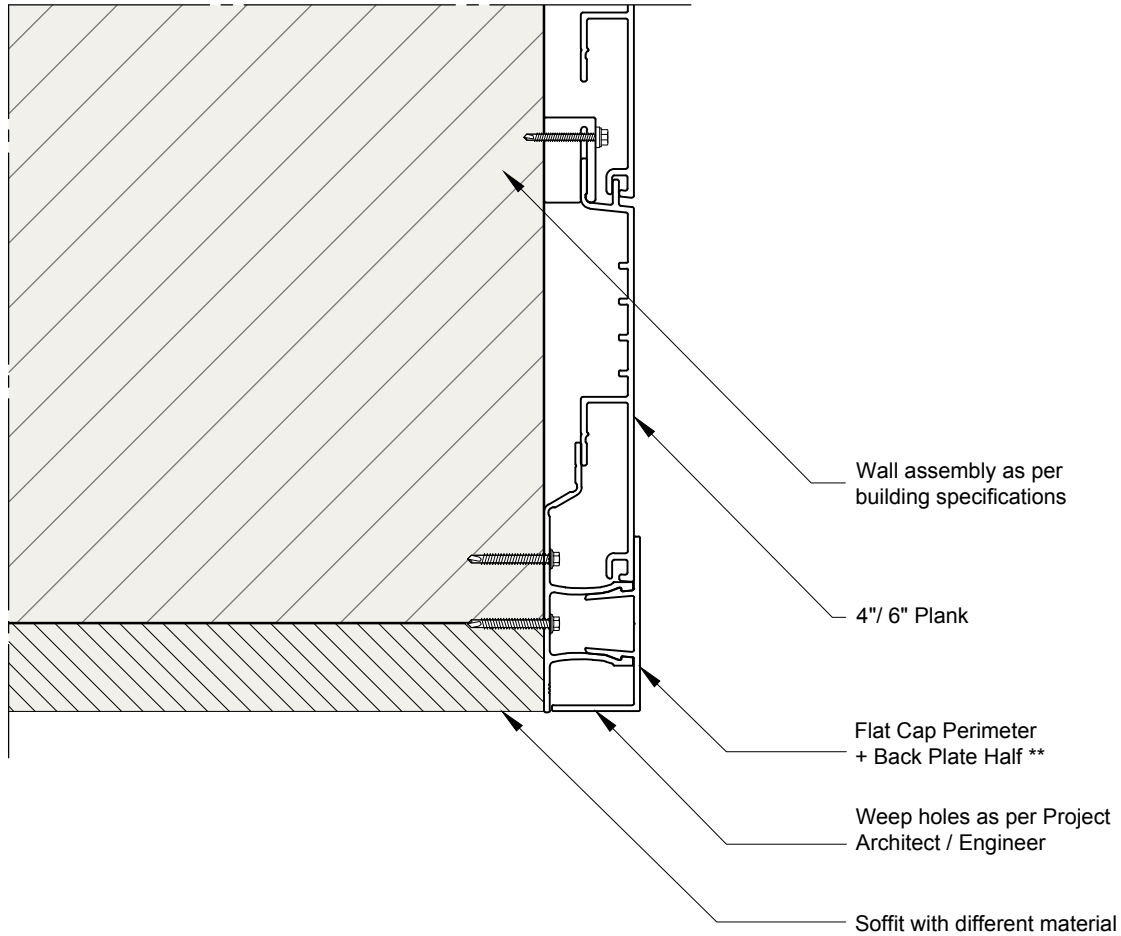 Wall assembly as per
building specifications
4"/ 6" Plank
Flat Cap Perimeter
+ Back Plate Half **
Weep holes as per Project
Architect / Engineer
Soffit with different material